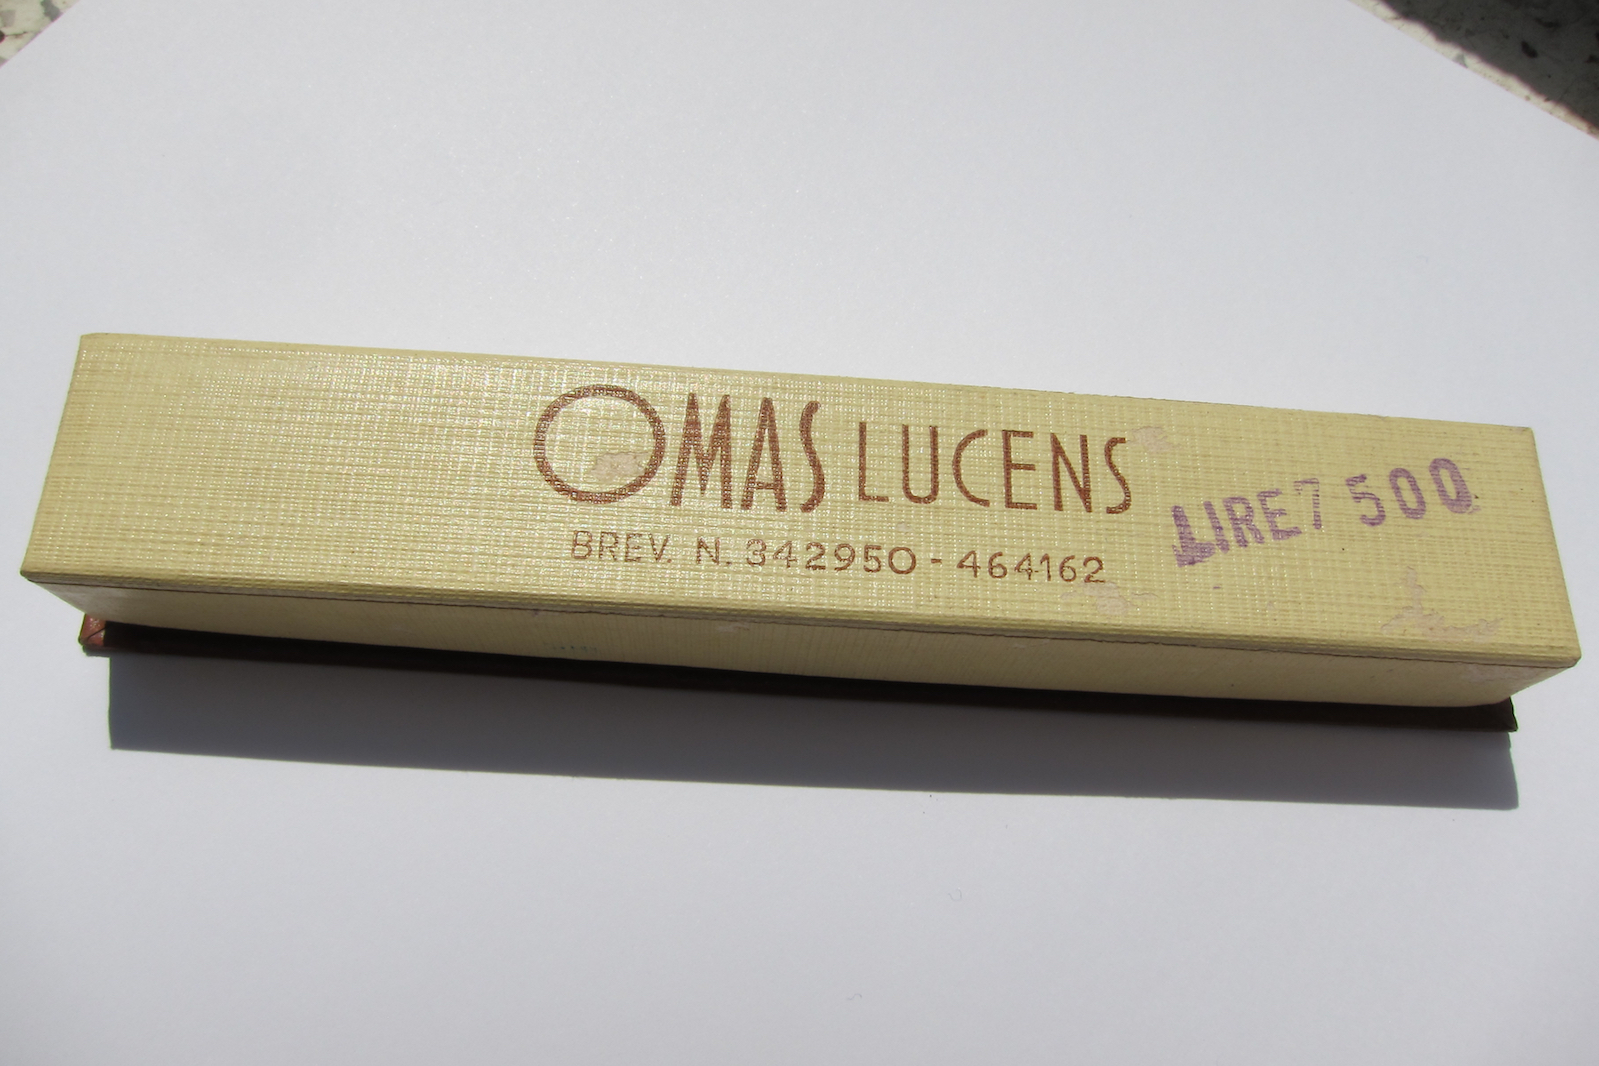 OMAS LUCENS
BREV. N. 342950 - 464162
LIRE 7 500